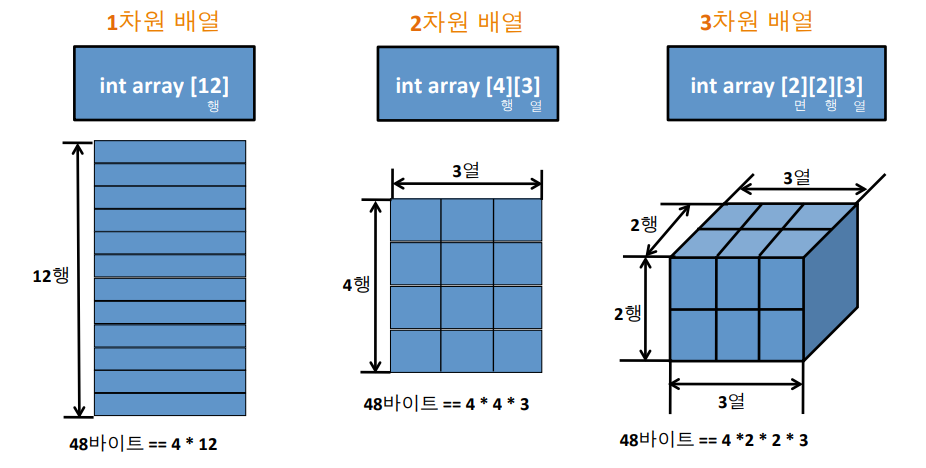 1차원 배열
int array [12]
행
12행
48바이트 == 4 * 12
2차원 배열
int array [4][3]
행 열
3열
4행
48바이트 == 4 * 4 * 3
3차원 배열
int array [2][2][3]
면 행 열
3열
2행
2행
3열
48바이트 == 4 *2 * 2 * 3